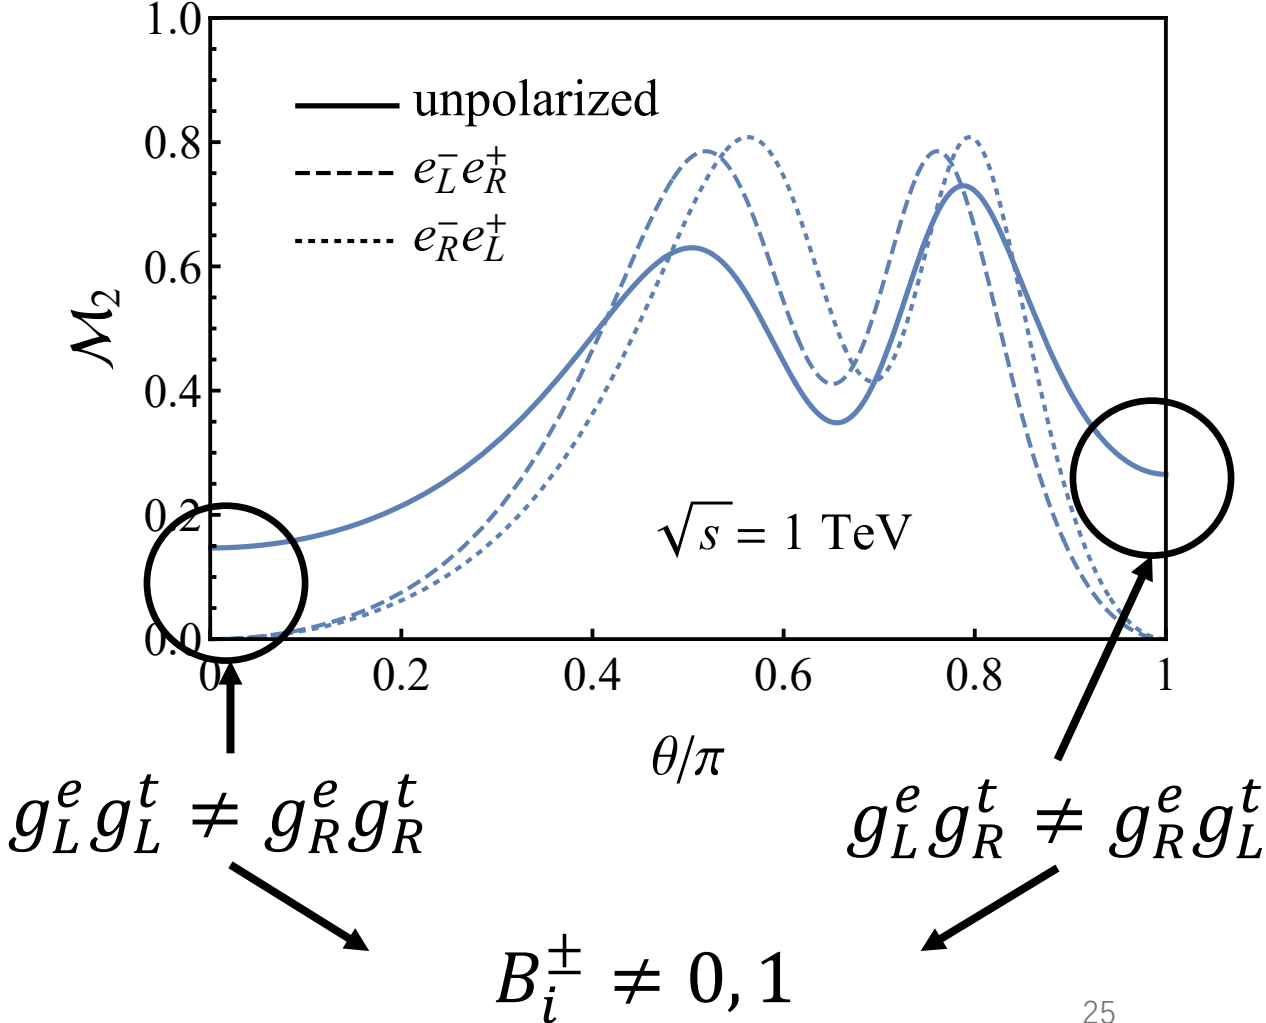 1.0
unpolarized
0.8
e_L^- e_R^+
e_R^- e_L^+
0.6
ℳ₂
0.4
0.2
√s = 1 TeV
0.0
0 0.2 0.4 0.6 0.8 1
θ/π
g_L^e g_L^t ≠ g_R^e g_R^t
g_L^e g_R^t ≠ g_R^e g_L^t
B_i^± ≠ 0, 1
25